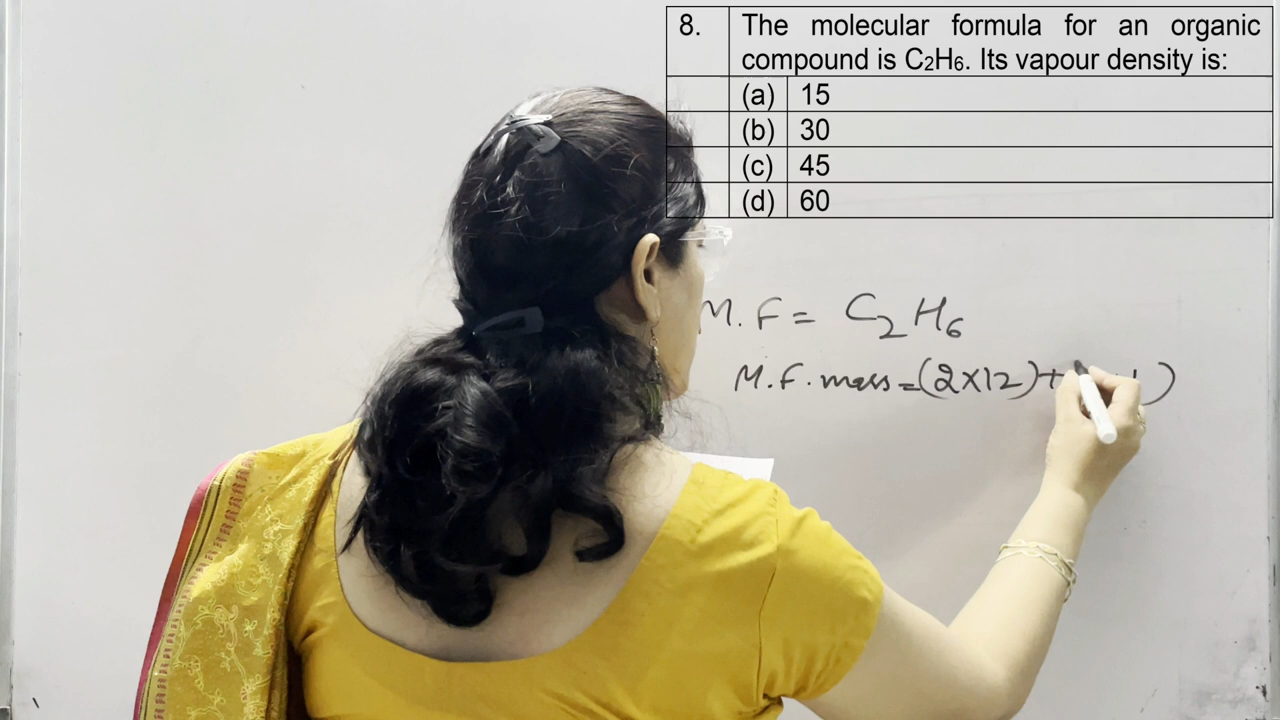 8. The molecular formula for an organic
compound is C₂H₆. Its vapour density is:
(a) 15
(b) 30
(c) 45
(d) 60
M.F = C₂H₆
M.F. mass = (2×12)+ )